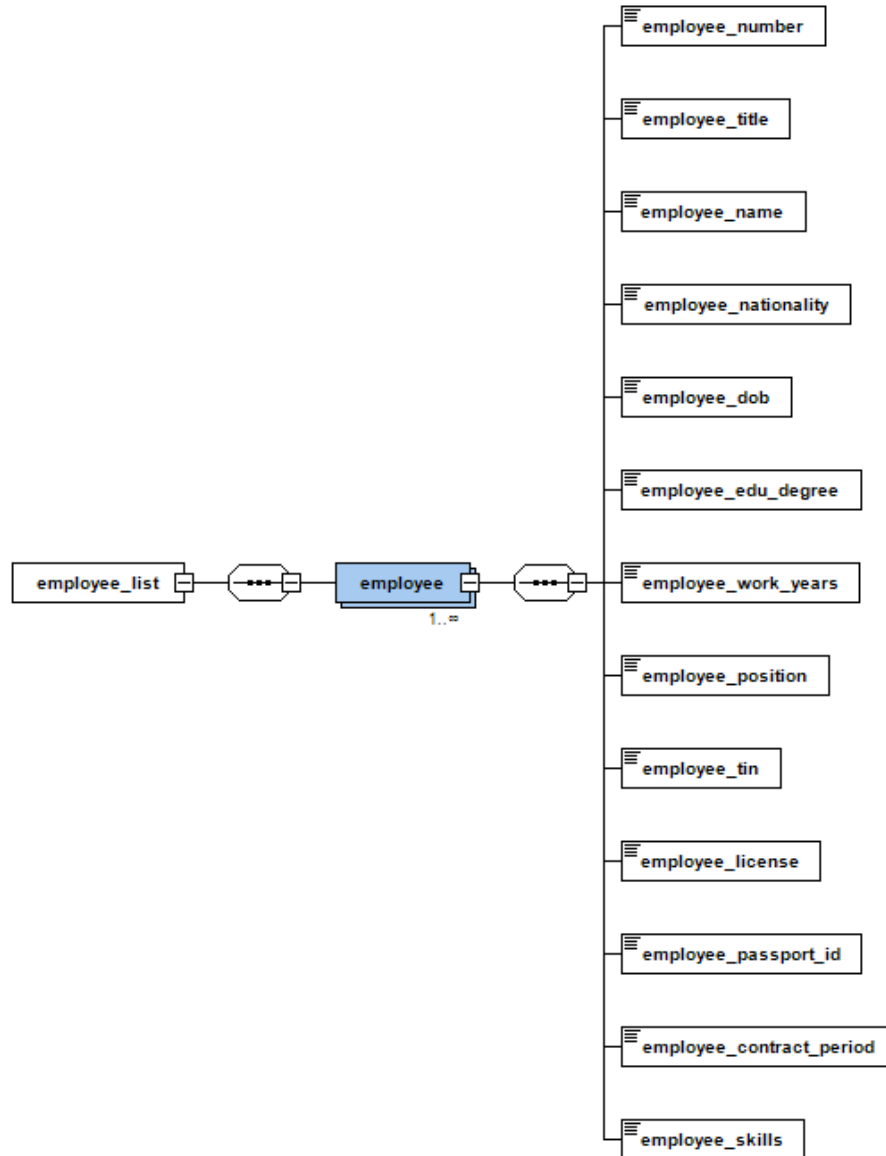 employee_number
employee_title
employee_name
employee_nationality
employee_dob
employee_edu_degree
employee_list
employee
1..∞
employee_work_years
employee_position
employee_tin
employee_license
employee_passport_id
employee_contract_period
employee_skills